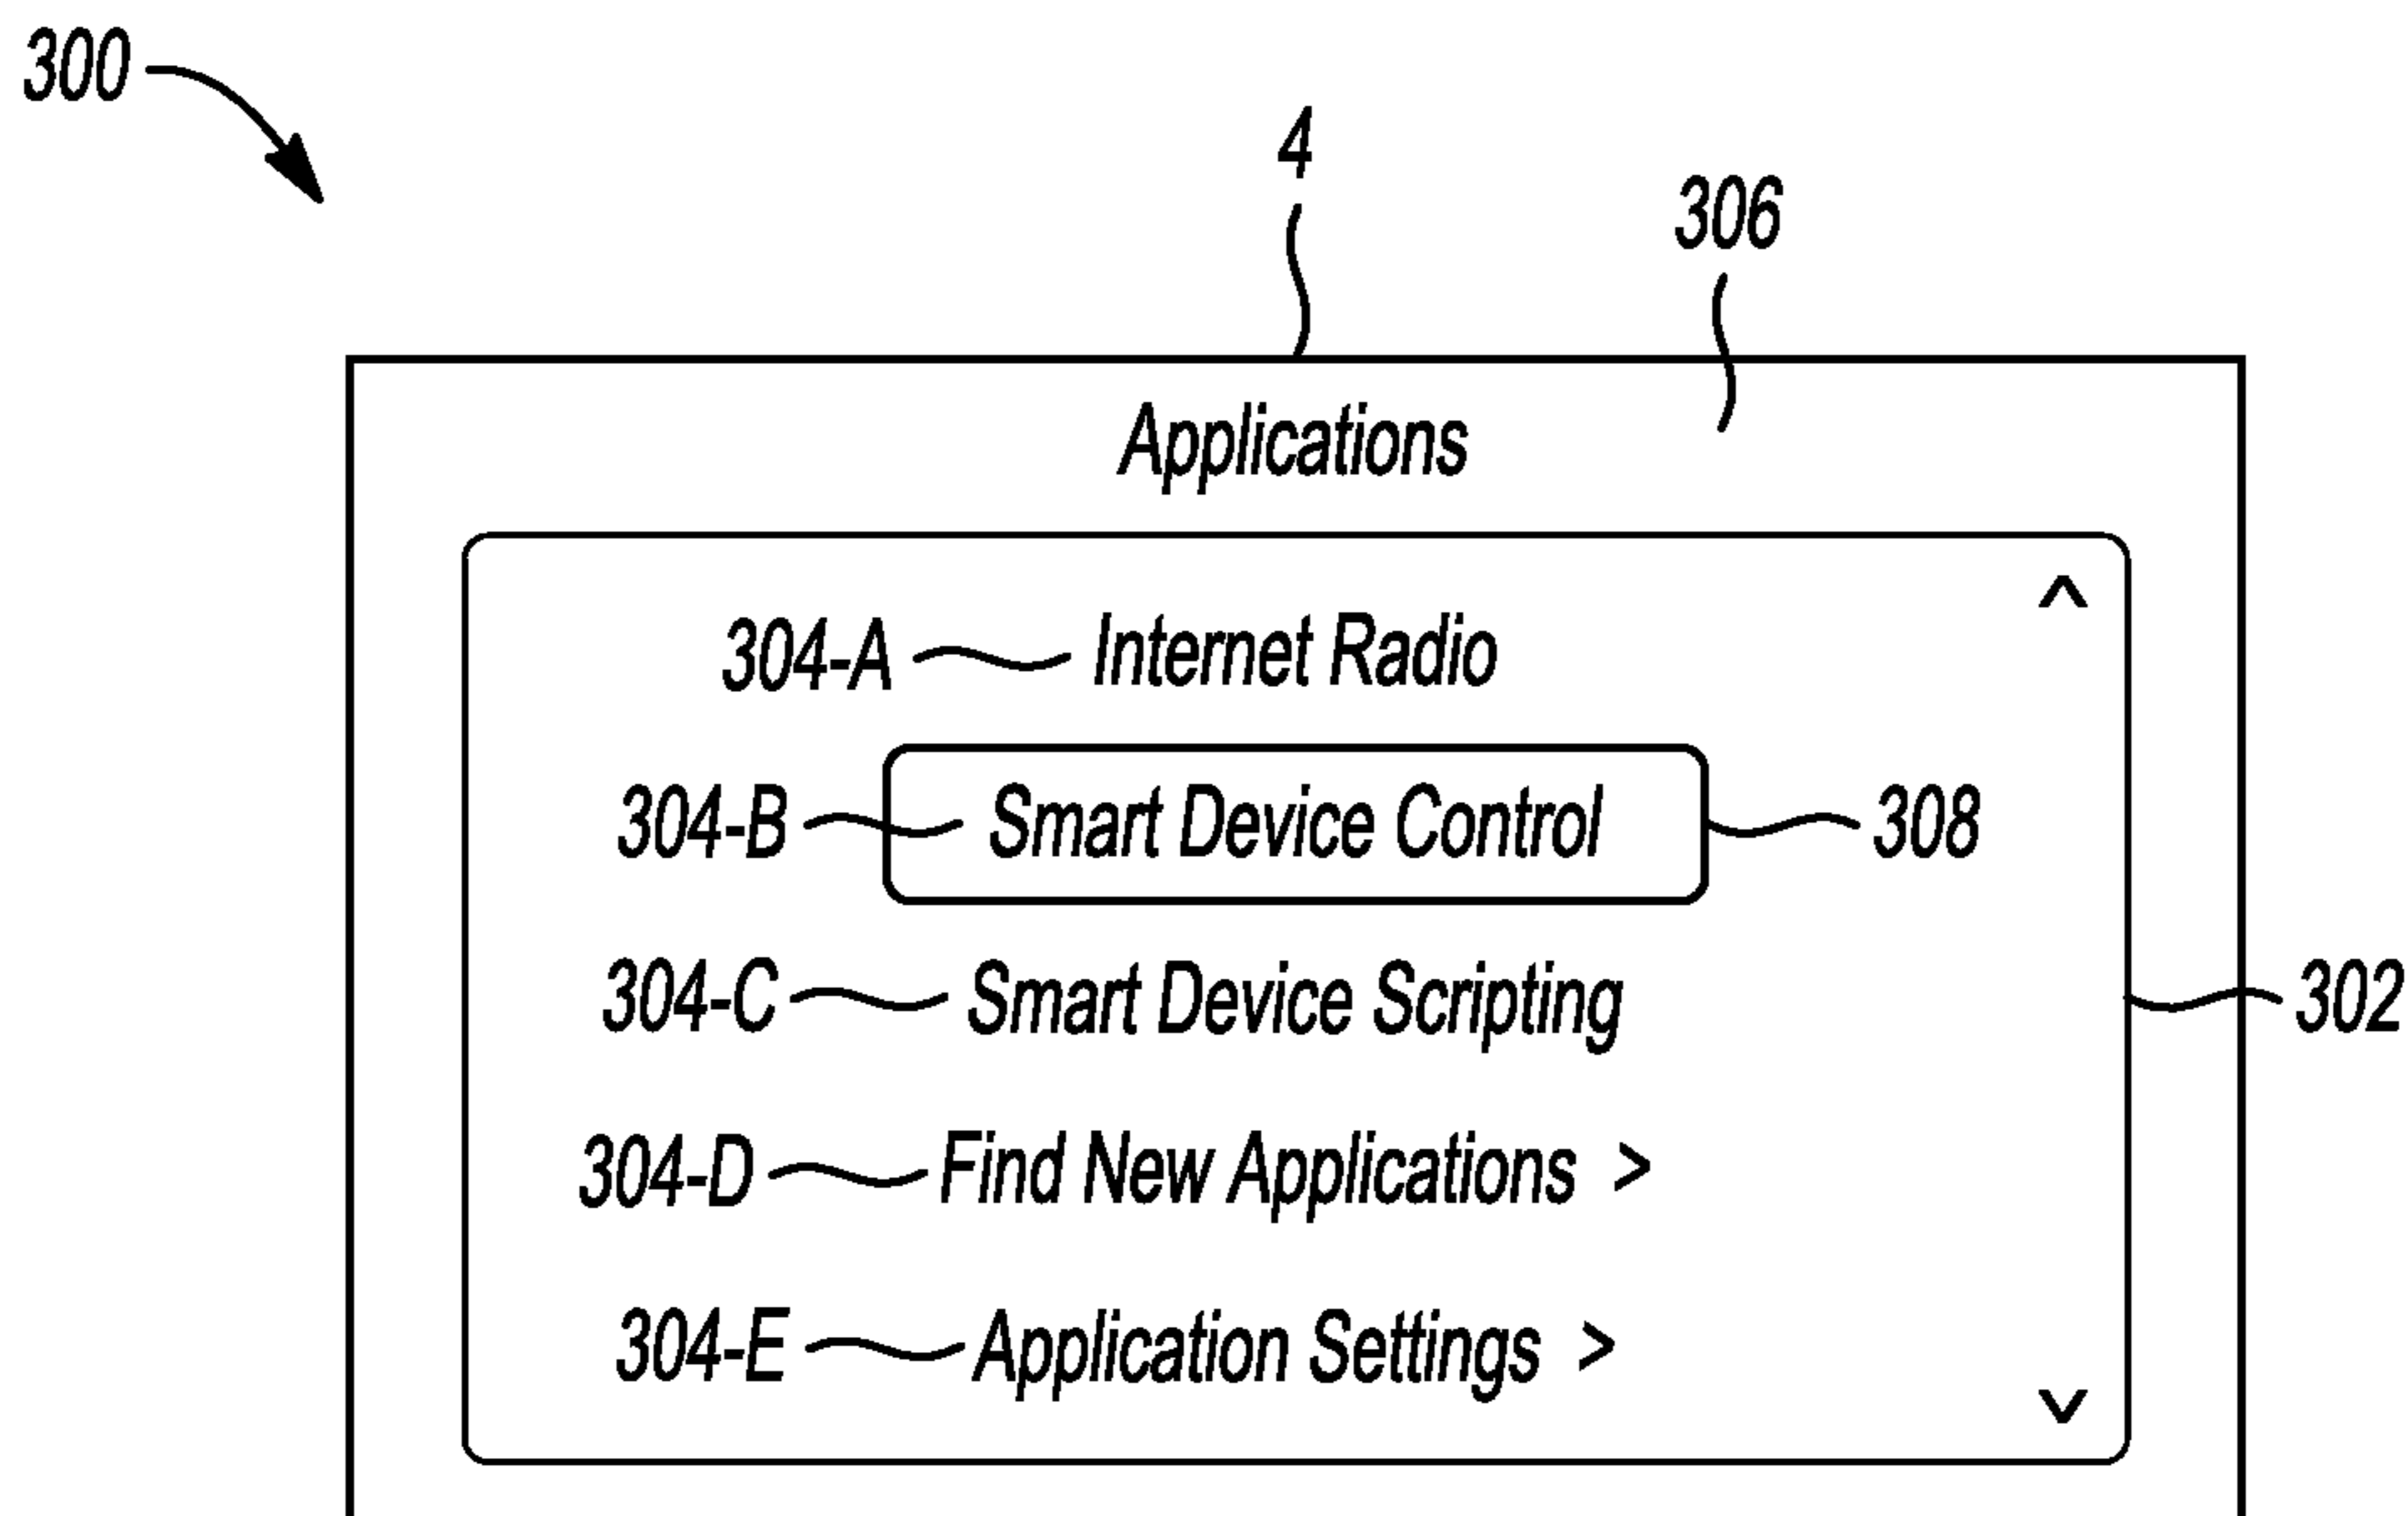 300
4
306
Applications
304-A Internet Radio ^
304-B Smart Device Control 308
304-C Smart Device Scripting 302
304-D Find New Applications >
304-E Application Settings >
v